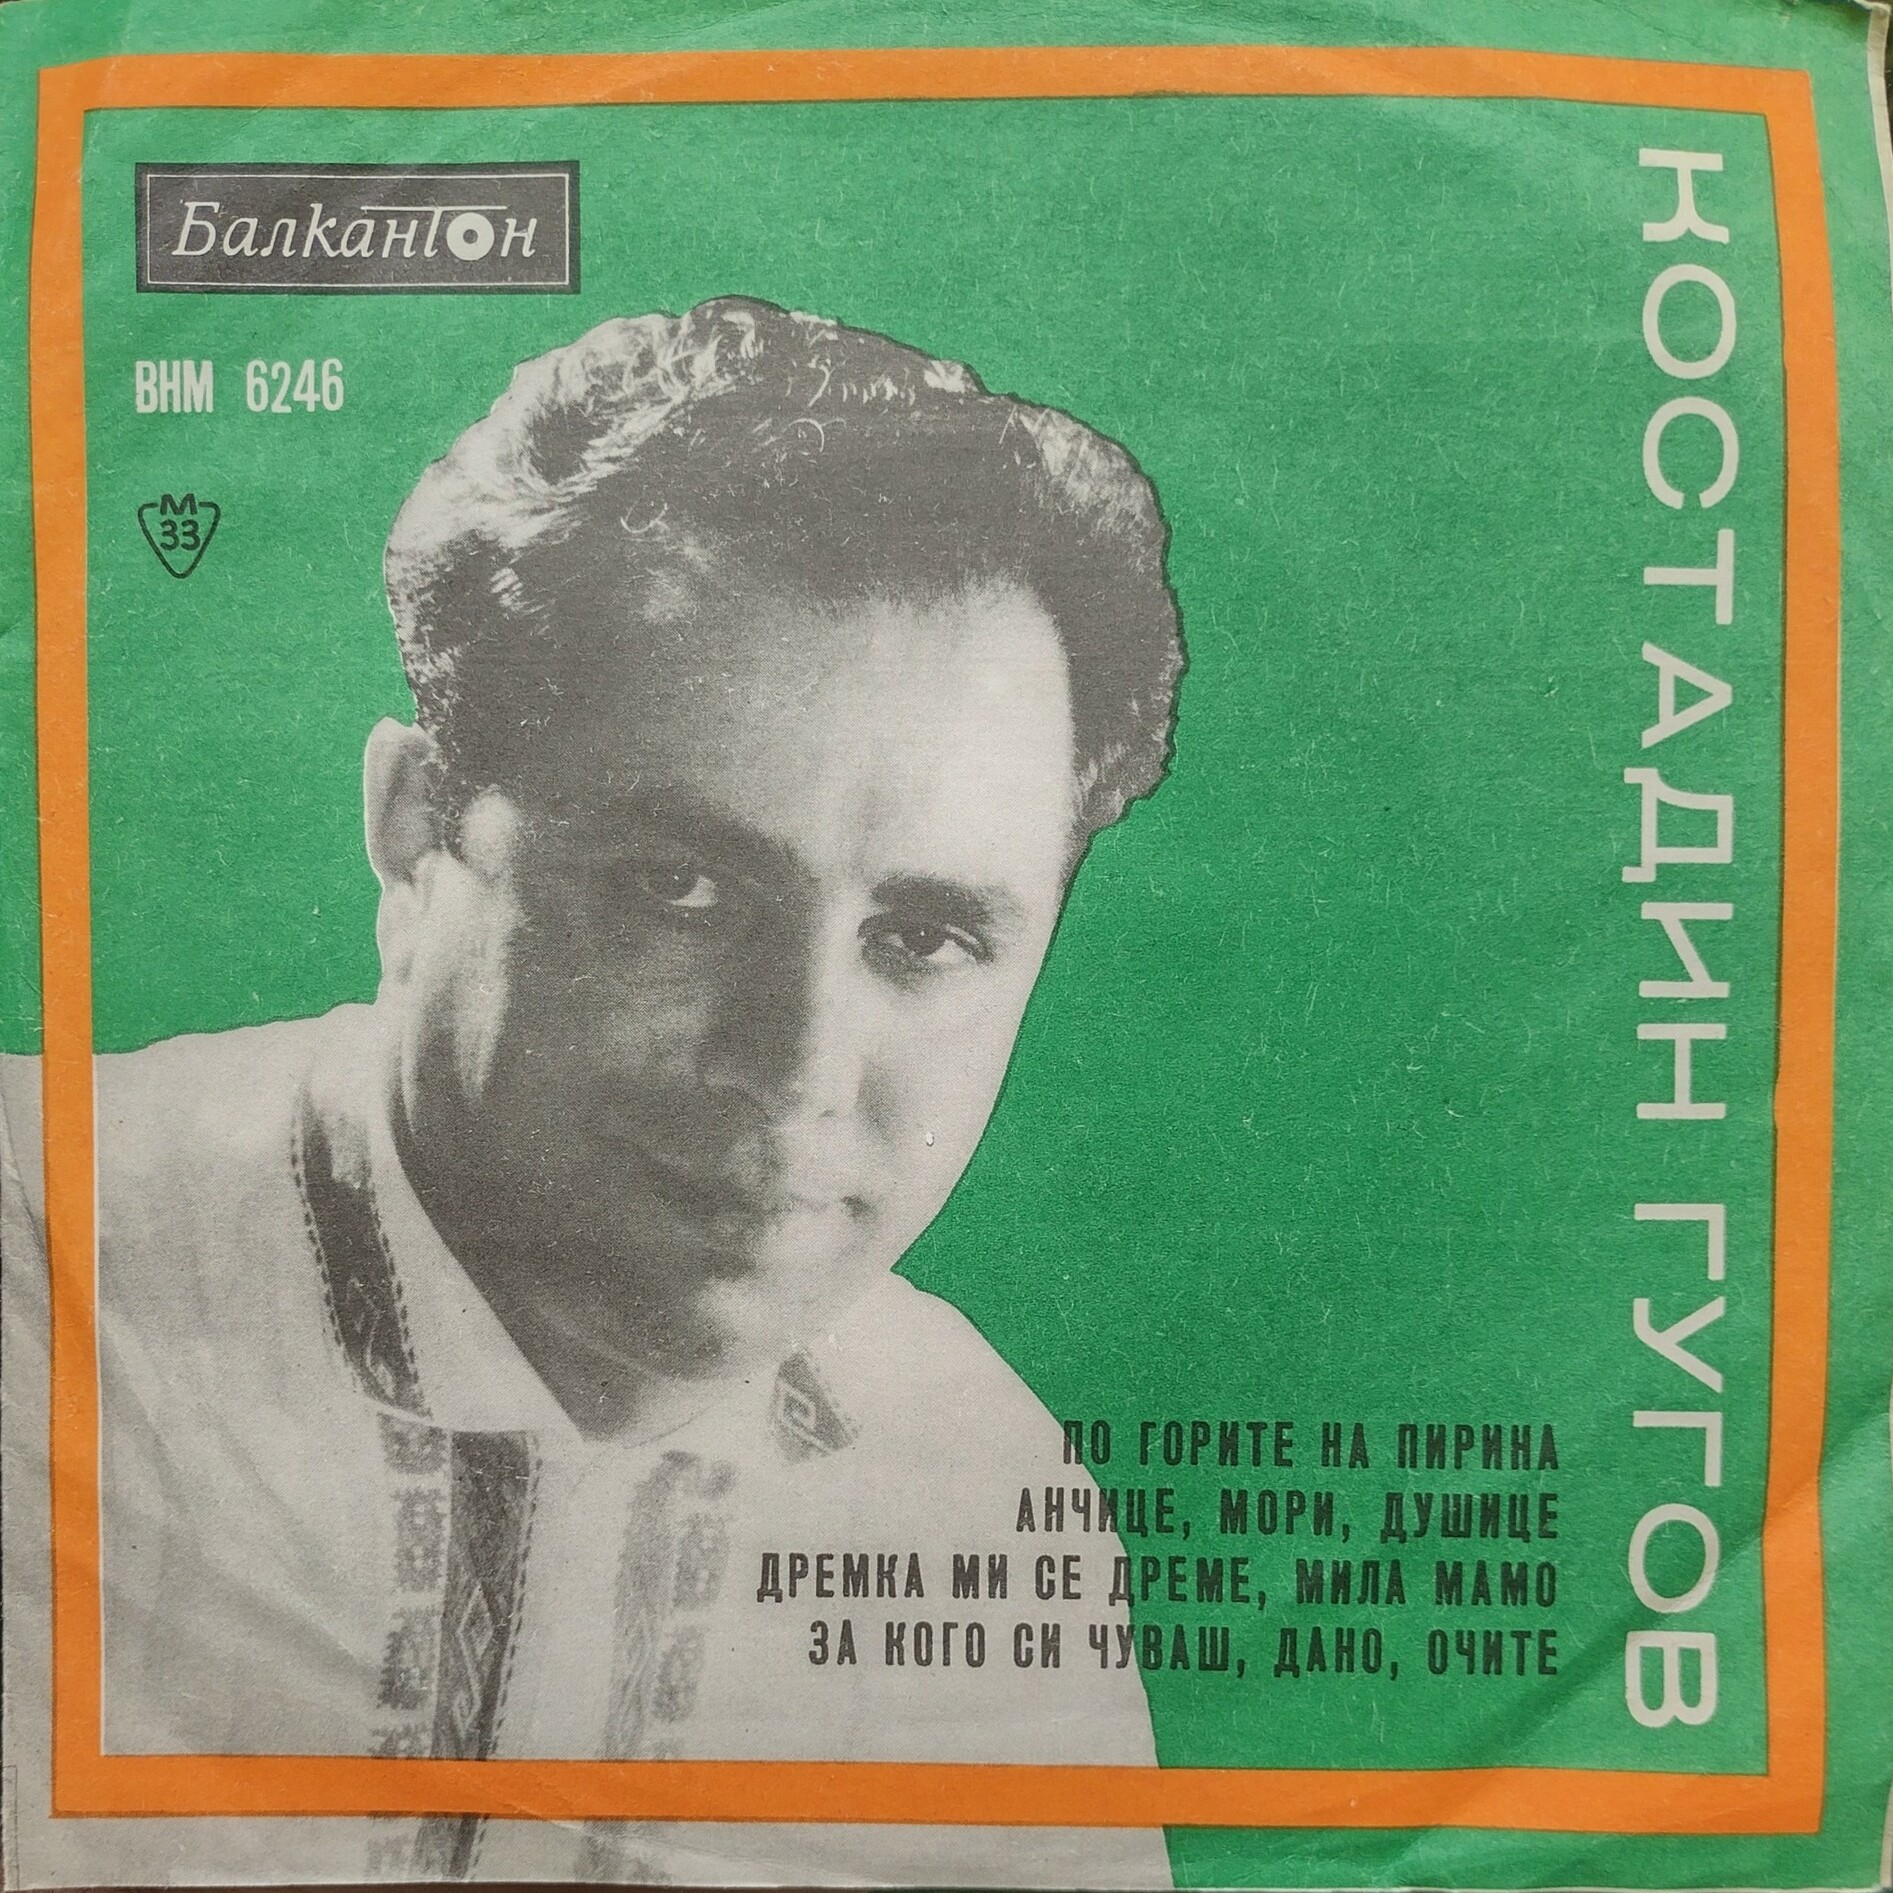 Балкантон
ВНМ 6246
М
33
КОСТАДИН ГУГОВ
ПО ГОРИТЕ НА ПИРИНА
АНЧИЦЕ, МОРИ, ДУШИЦЕ
ДРЕМКА МИ СЕ ДРЕМЕ, МИЛА МАМО
ЗА КОГО СИ ЧУВАШ, ДАНО, ОЧИТЕ